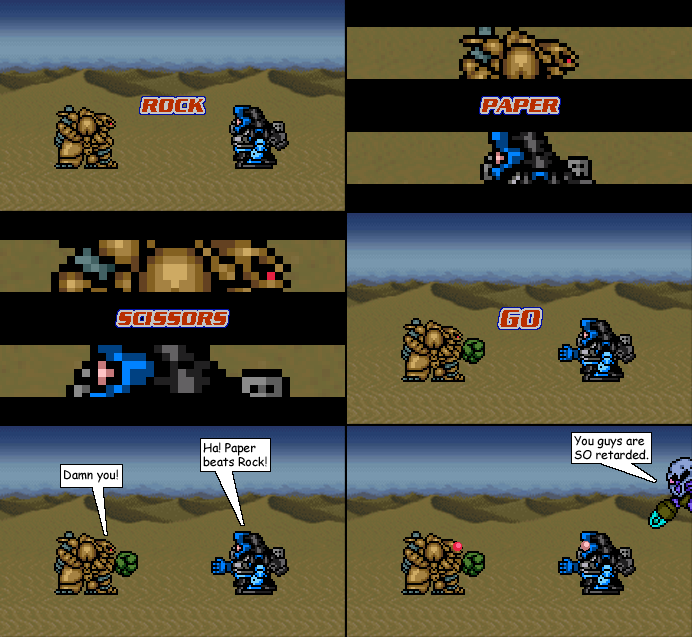 ROCK
PAPER
SCISSORS
GO
Damn you!
Ha! Paper
beats Rock!
You guys are
SO retarded.